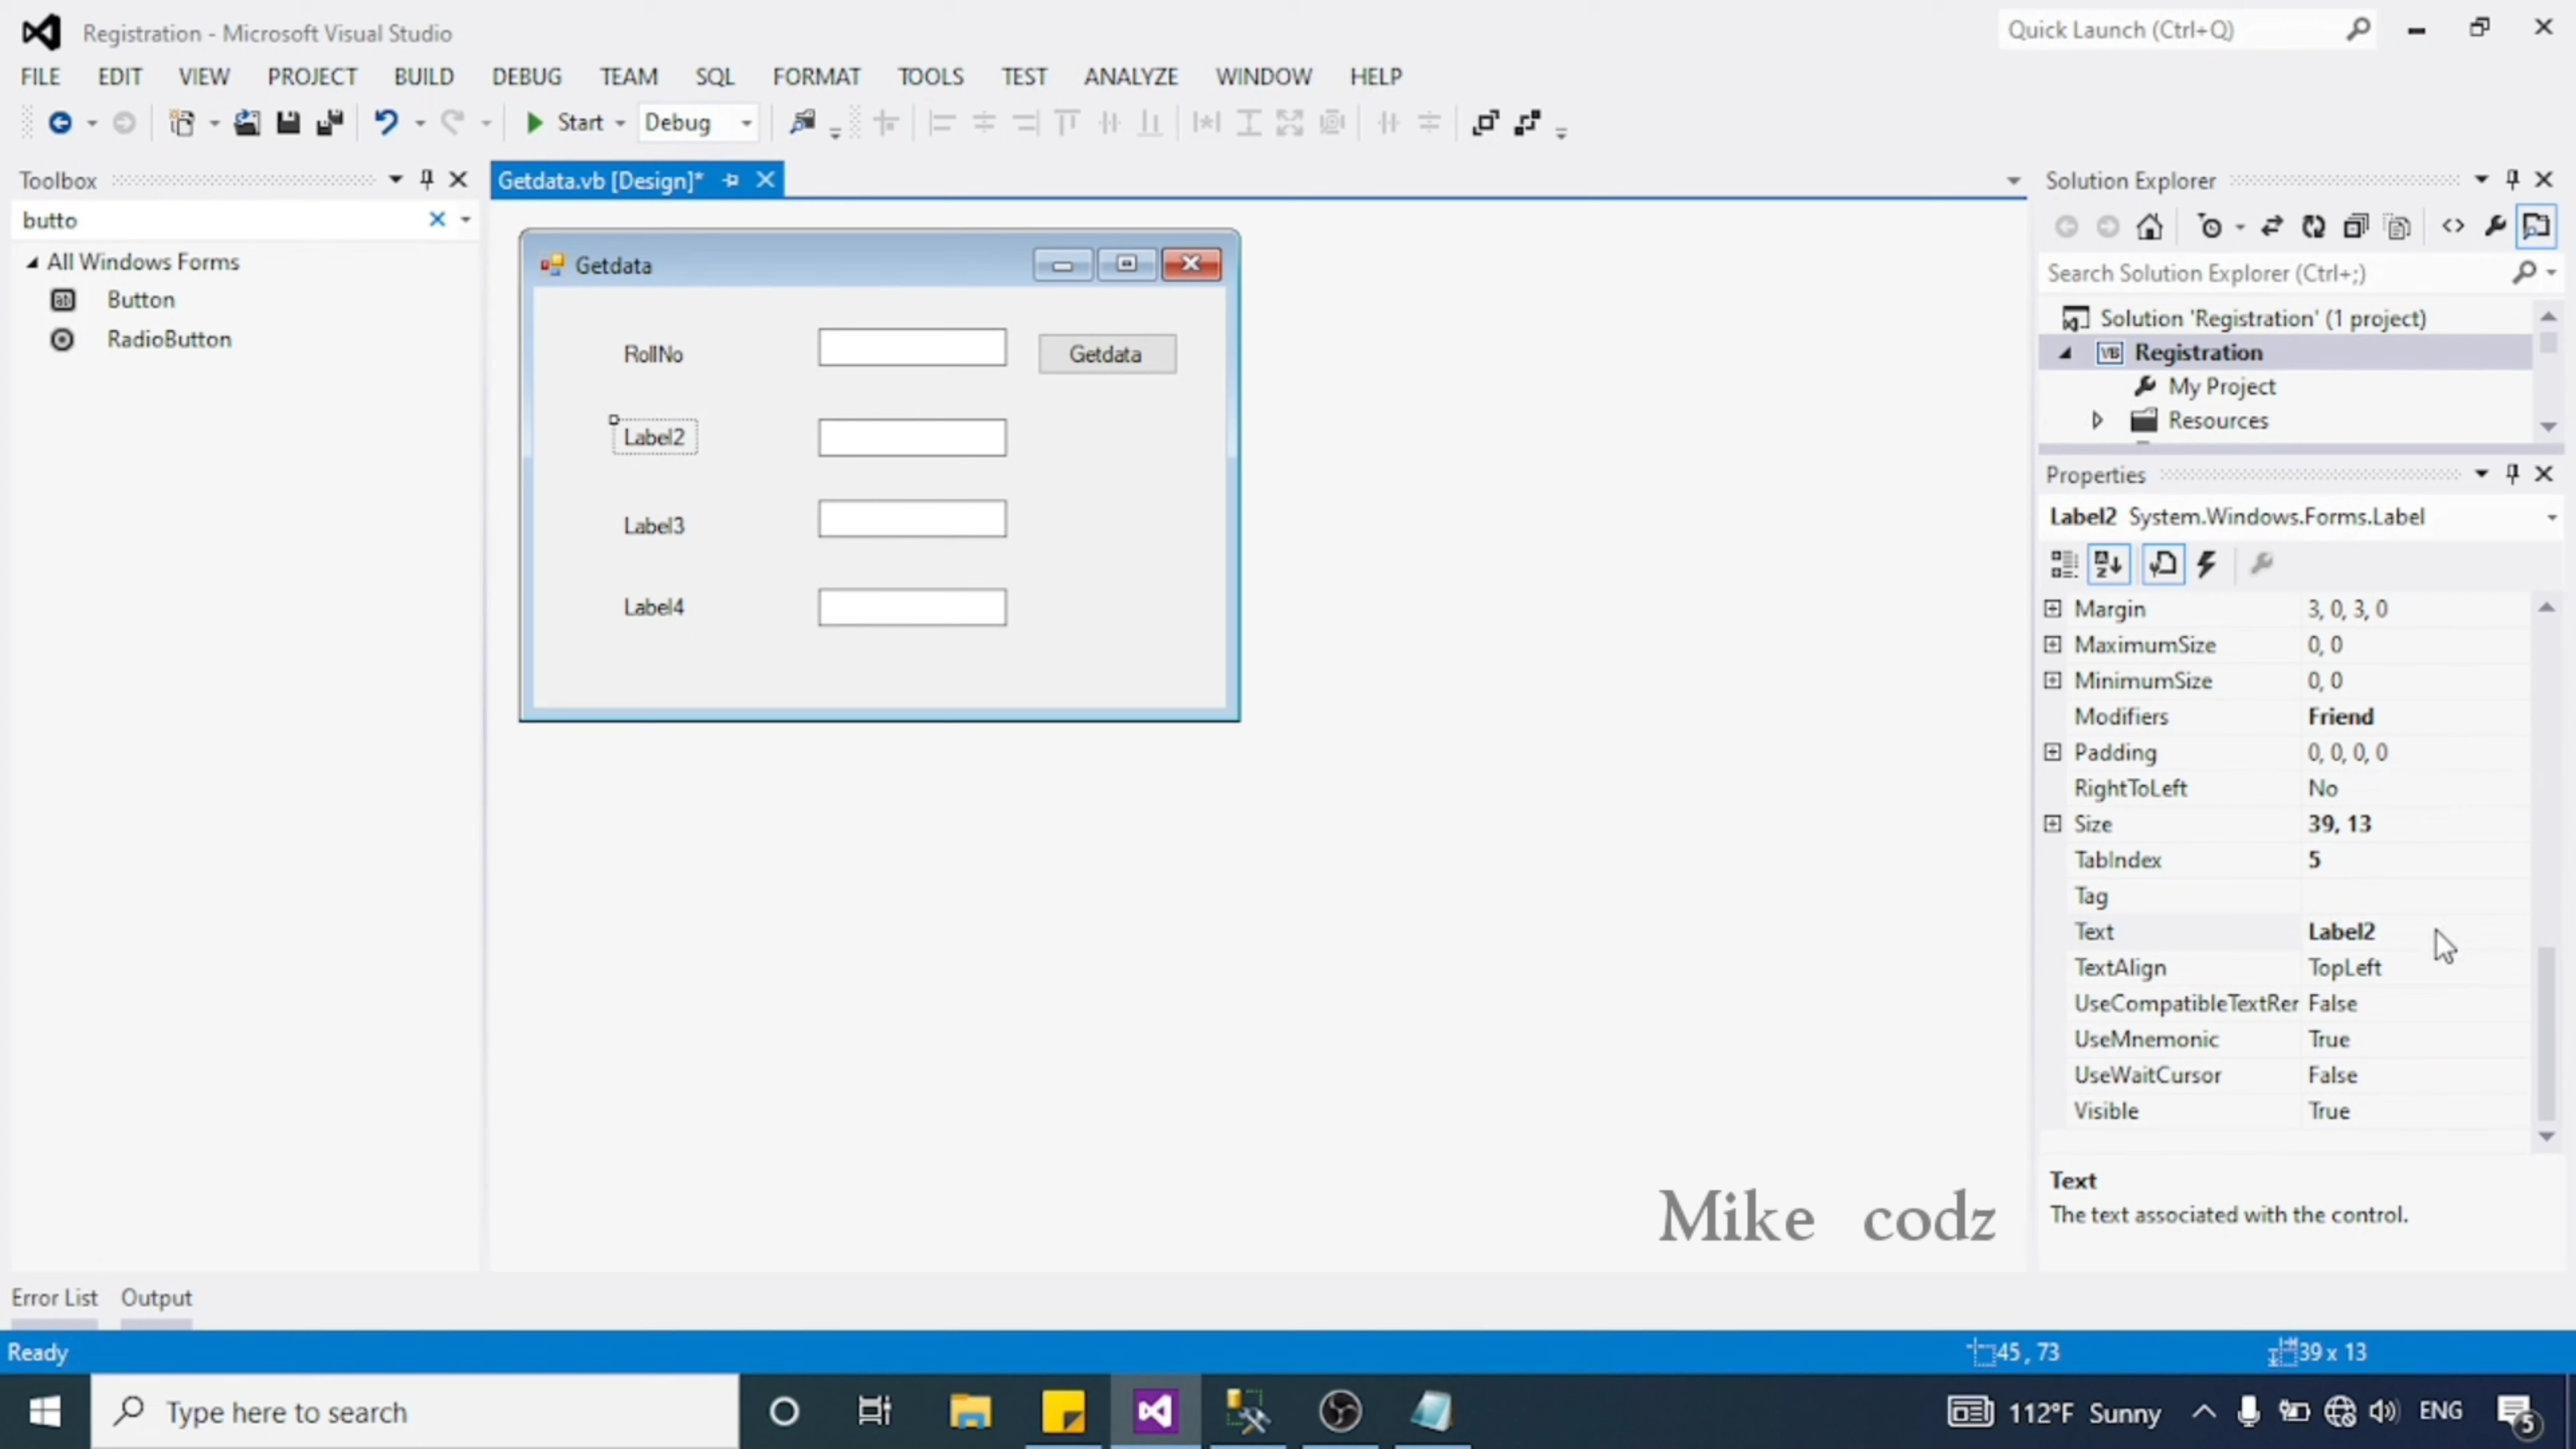 Registration - Microsoft Visual Studio
Quick Launch (Ctrl+Q)
FILE EDIT VIEW PROJECT BUILD DEBUG TEAM SQL FORMAT TOOLS TEST ANALYZE WINDOW HELP
Start Debug
Toolbox
butto
All Windows Forms
Button
RadioButton
Getdata.vb [Design]*
Getdata
RollNo
Getdata
Label2
Label3
Label4
Solution Explorer
Search Solution Explorer (Ctrl+;)
Solution 'Registration' (1 project)
VB Registration
My Project
Resources
Properties
Label2 System.Windows.Forms.Label
Margin 3, 0, 3, 0
MaximumSize 0, 0
MinimumSize 0, 0
Modifiers Friend
Padding 0, 0, 0, 0
RightToLeft No
Size 39, 13
TabIndex 5
Tag
Text Label2
TextAlign TopLeft
UseCompatibleTextRer False
UseMnemonic True
UseWaitCursor False
Visible True
Text
The text associated with the control.
Mike codz
Error List Output
Ready 45 , 73 39 x 13
Type here to search 112°F Sunny ENG 5